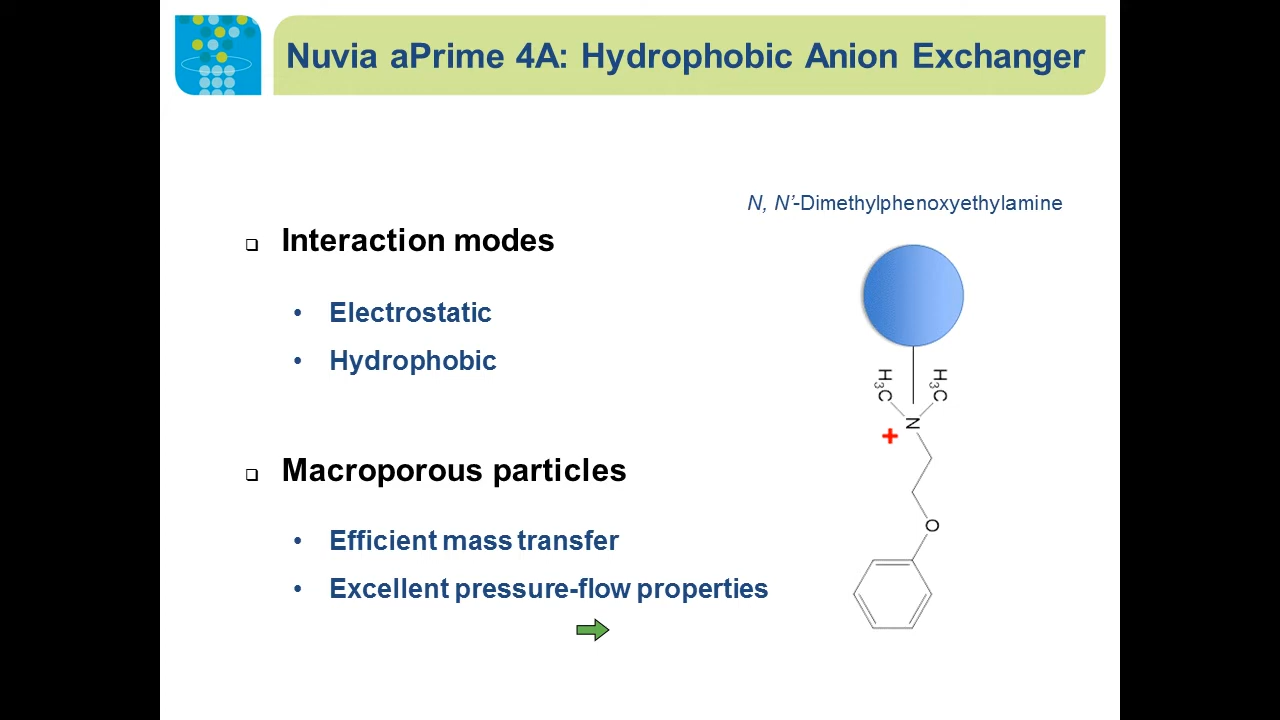 Nuvia aPrime 4A: Hydrophobic Anion Exchanger
N, N’-Dimethylphenoxyethylamine
Interaction modes
Electrostatic
Hydrophobic
H₃C
H₃C
N
+
Macroporous particles
O
Efficient mass transfer
Excellent pressure-flow properties